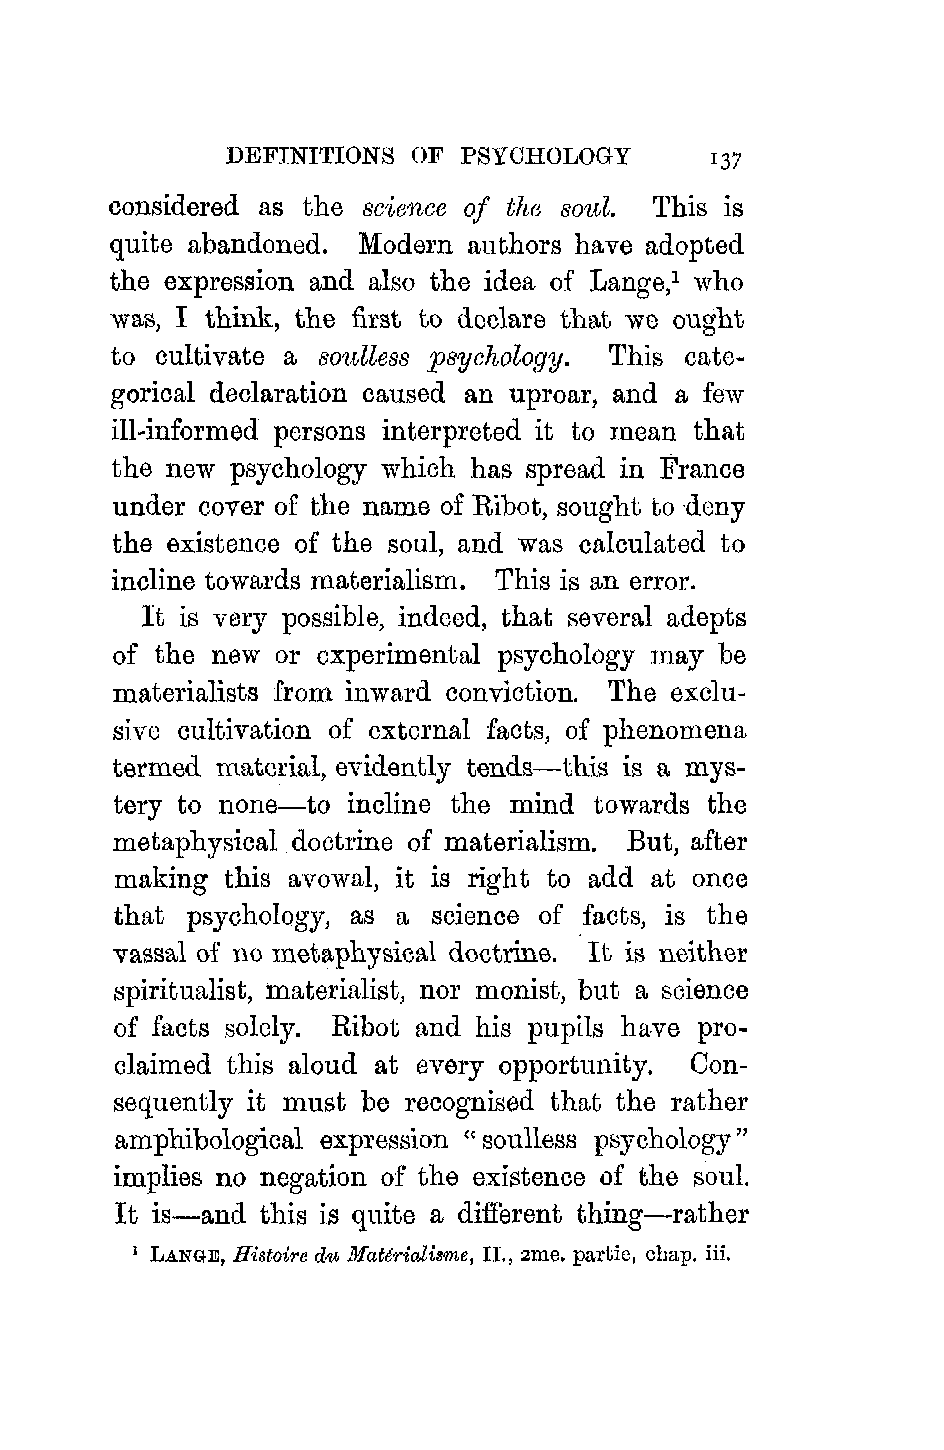 DEFINITIONS OF PSYCHOLOGY 137
considered as the science of the soul. This is
quite abandoned. Modern authors have adopted
the expression and also the idea of Lange,¹ who
was, I think, the first to declare that we ought
to cultivate a soulless psychology. This cate-
gorical declaration caused an uproar, and a few
ill-informed persons interpreted it to mean that
the new psychology which has spread in France
under cover of the name of Ribot, sought to deny
the existence of the soul, and was calculated to
incline towards materialism. This is an error.
It is very possible, indeed, that several adepts
of the new or experimental psychology may be
materialists from inward conviction. The exclu-
sive cultivation of external facts, of phenomena
termed material, evidently tends—this is a mys-
tery to none—to incline the mind towards the
metaphysical doctrine of materialism. But, after
making this avowal, it is right to add at once
that psychology, as a science of facts, is the
vassal of no metaphysical doctrine. It is neither
spiritualist, materialist, nor monist, but a science
of facts solely. Ribot and his pupils have pro-
claimed this aloud at every opportunity. Con-
sequently it must be recognised that the rather
amphibological expression “soulless psychology”
implies no negation of the existence of the soul.
It is—and this is quite a different thing—rather
¹ LANGE, Histoire du Matérialisme, II., 2me. partie, chap. iii.